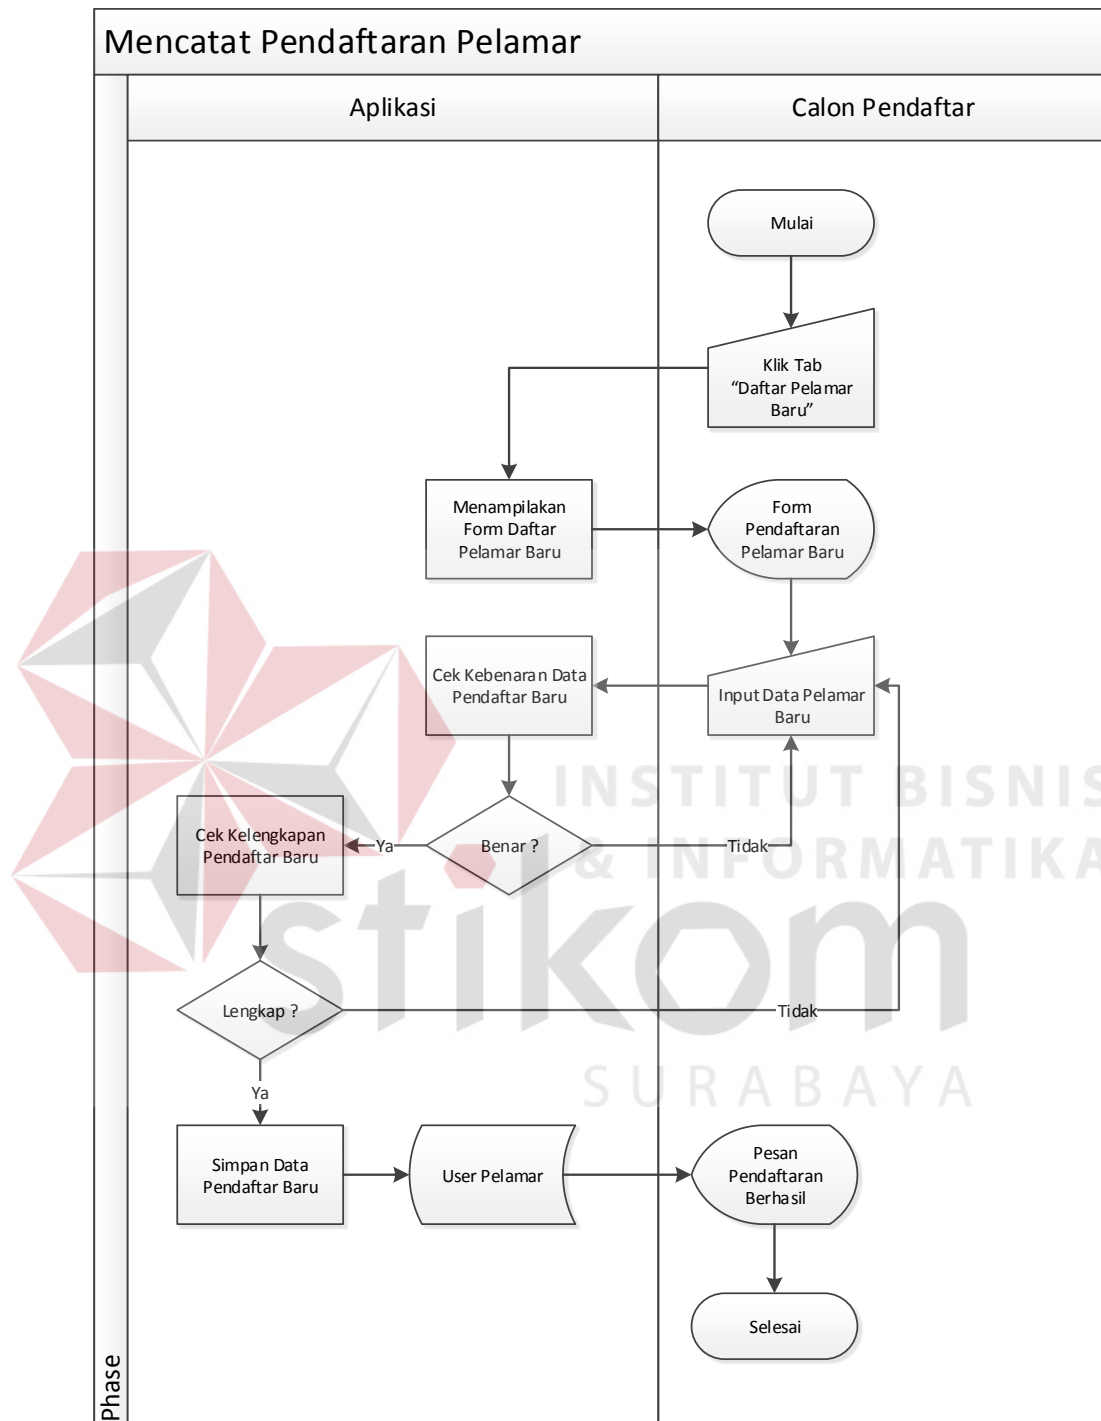 Mencatat Pendaftaran Pelamar
Aplikasi
Calon Pendaftar
Mulai
Klik Tab
“Daftar Pelamar
Baru”
Menampilakan
Form Daftar
Pelamar Baru
Form
Pendaftaran
Pelamar Baru
Cek Kebenaran Data
Pendaftar Baru
Input Data Pelamar
Baru
INSTITUT BISNIS
& INFORMATIKA
Cek Kelengkapan
Pendaftar Baru
Ya
Benar ?
Tidak
stikom
SURABAYA
Lengkap ?
Tidak
Ya
Simpan Data
Pendaftar Baru
User Pelamar
Pesan
Pendaftaran
Berhasil
Selesai
Phase